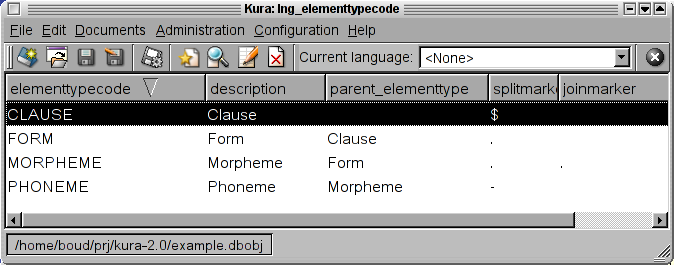 Kura: lng_elementtypecode
File Edit Documents Administration Configuration Help
Current language: <None>
elementtypecode description parent_elementtype splitmarke joinmarker
CLAUSE Clause $
FORM Form Clause .
MORPHEME Morpheme Form . .
PHONEME Phoneme Morpheme -
/home/boud/prj/kura-2.0/example.dbobj